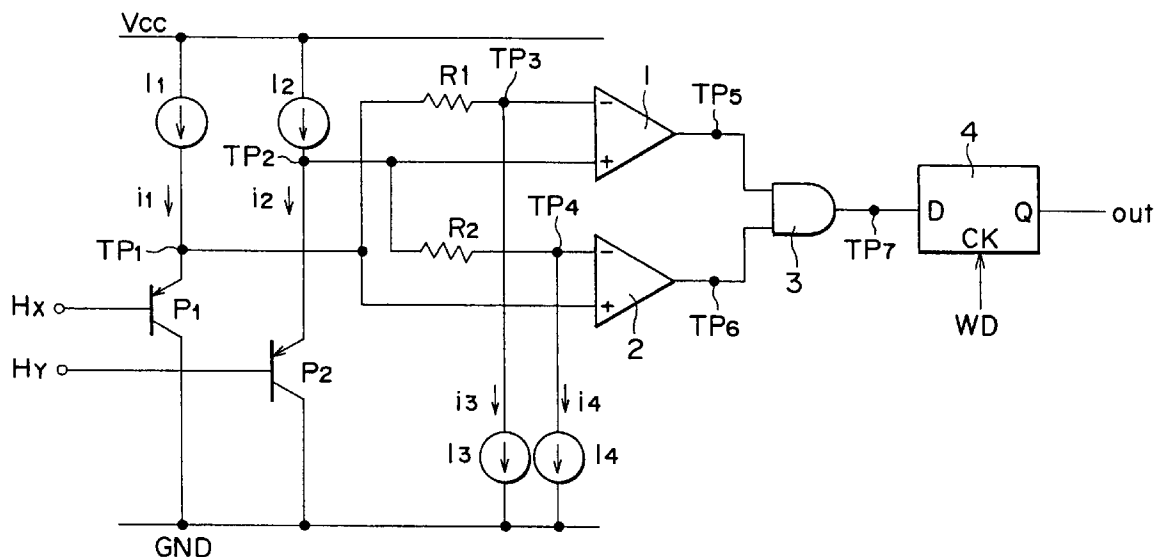 Vcc
I1
I2
R1
TP3
1
TP5
TP2
i1
i2
R2
TP4
4
D
Q
CK
out
TP1
3
TP7
HX
P1
2
TP6
WD
HY
P2
i3
i4
I3
I4
GND
-
+
-
+